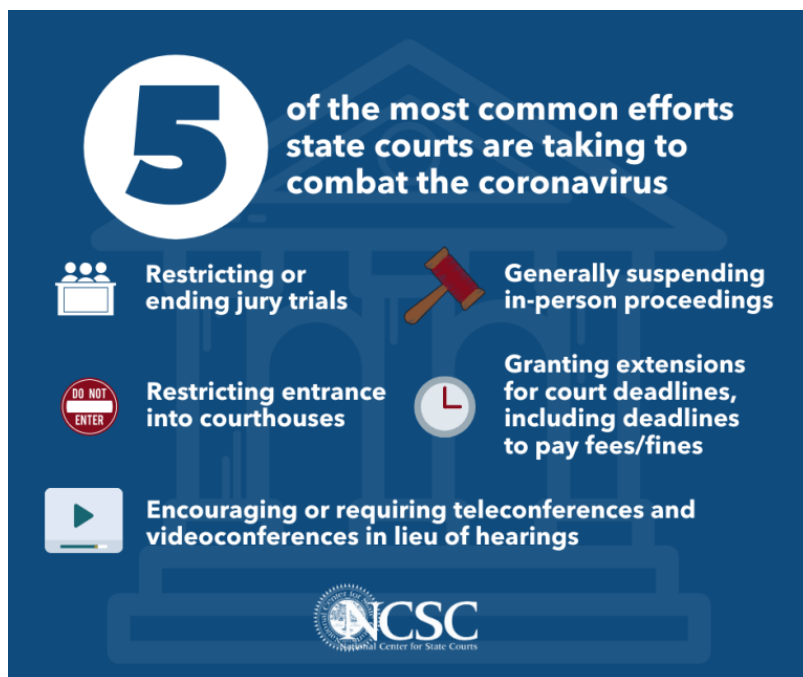 5
of the most common efforts
state courts are taking to
combat the coronavirus
Restricting or
ending jury trials
Generally suspending
in-person proceedings
DO NOT
ENTER
Restricting entrance
into courthouses
Granting extensions
for court deadlines,
including deadlines
to pay fees/fines
Encouraging or requiring teleconferences and
videoconferences in lieu of hearings
NCSC
National Center for State Courts